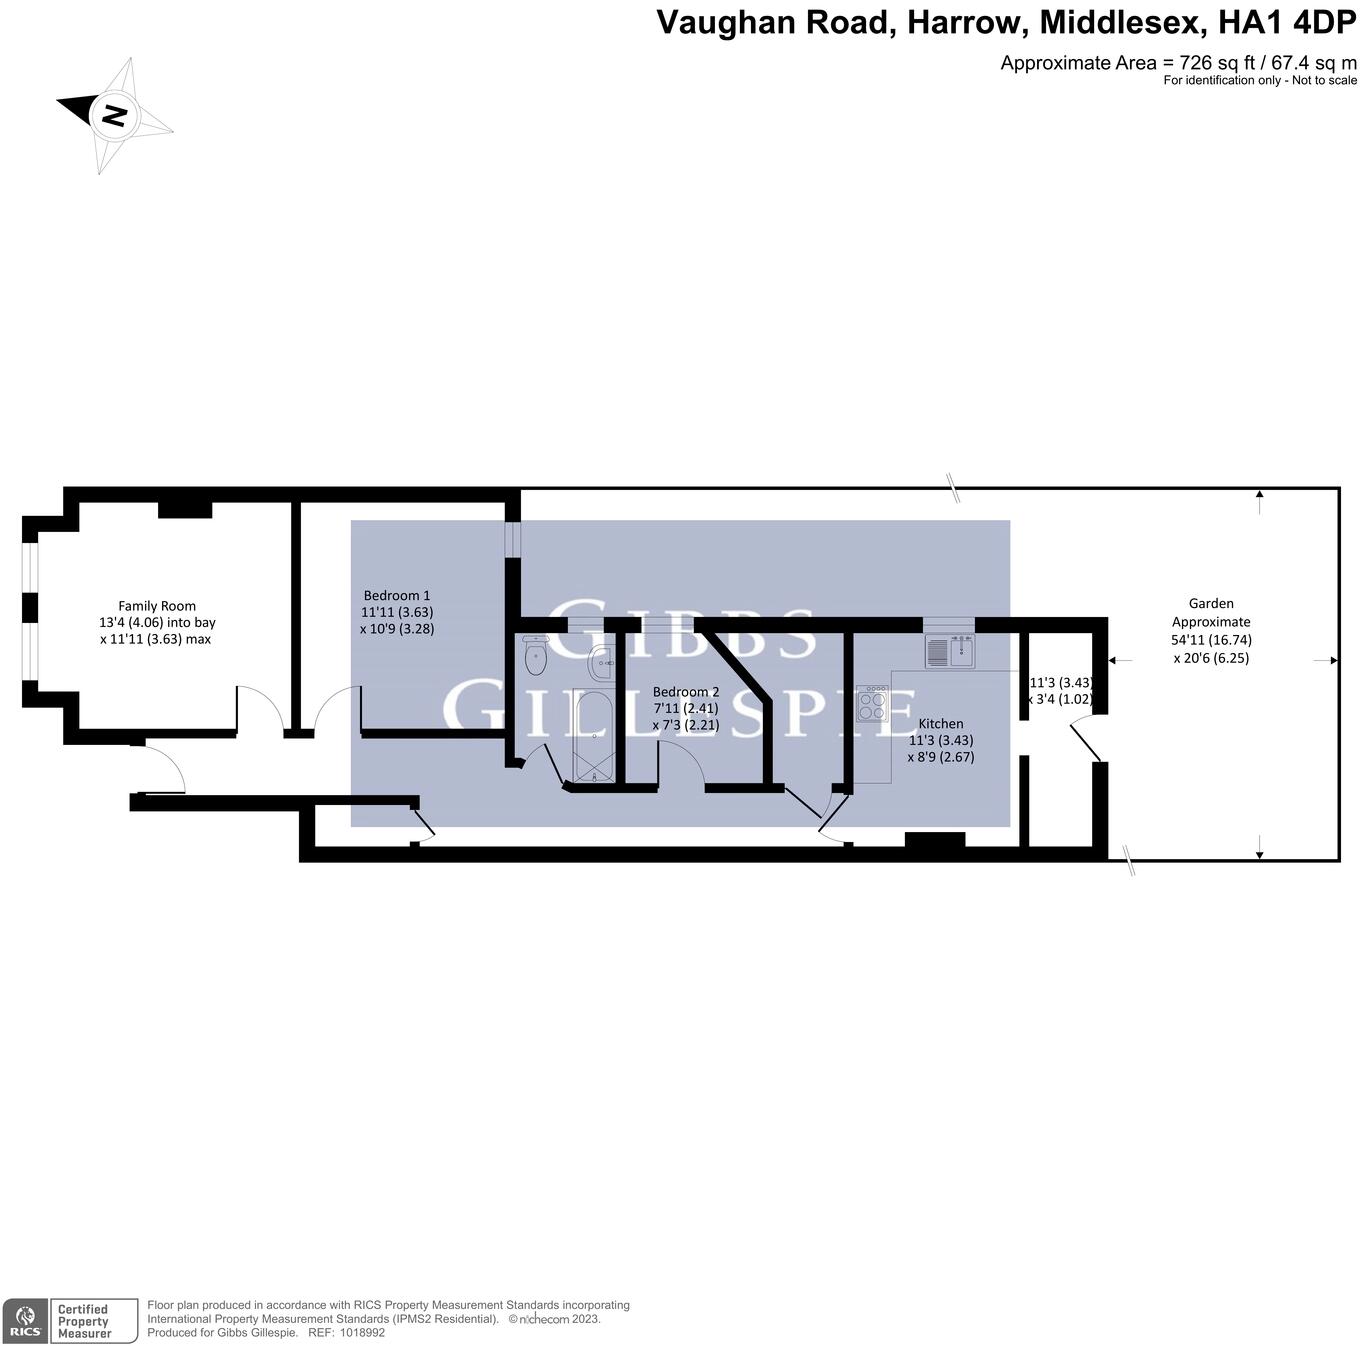 Vaughan Road, Harrow, Middlesex, HA1 4DP
Approximate Area = 726 sq ft / 67.4 sq m
For identification only - Not to scale
N
Family Room
13'4 (4.06) into bay
x 11'11 (3.63) max
Bedroom 1
11'11 (3.63)
x 10'9 (3.28)
GIBBS
GILLESPIE
Bedroom 2
7'11 (2.41)
x 7'3 (2.21)
Kitchen
11'3 (3.43)
x 8'9 (2.67)
11'3 (3.43)
x 3'4 (1.02)
Garden
Approximate
54'11 (16.74)
x 20'6 (6.25)
RICS
Certified
Property
Measurer
Floor plan produced in accordance with RICS Property Measurement Standards incorporating
International Property Measurement Standards (IPMS2 Residential). © nichecom 2023.
Produced for Gibbs Gillespie. REF: 1018992